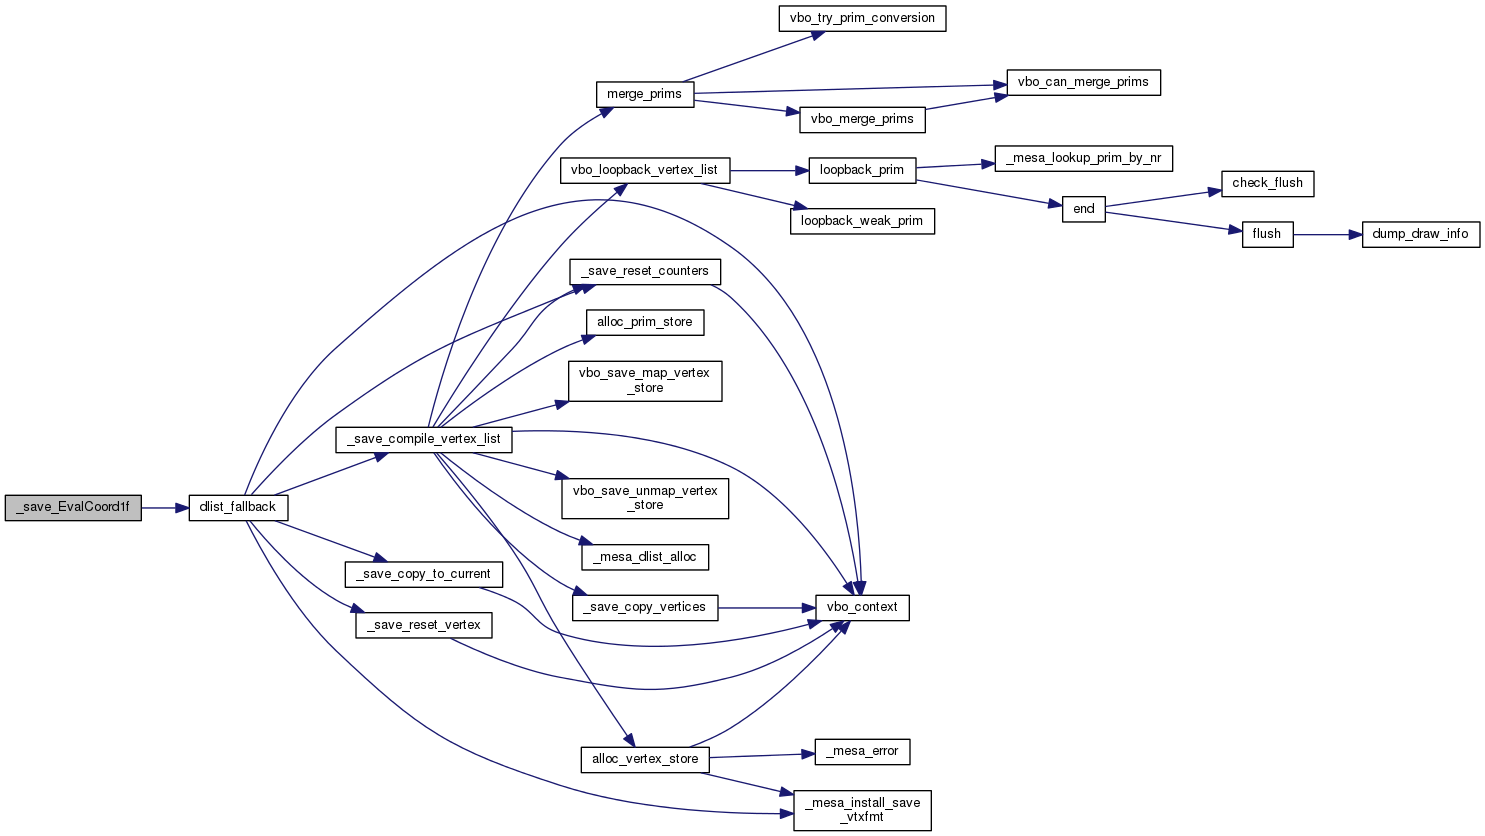 vbo_try_prim_conversion
merge_prims
vbo_can_merge_prims
vbo_merge_prims
vbo_loopback_vertex_list
loopback_prim
_mesa_lookup_prim_by_nr
check_flush
end
loopback_weak_prim
flush
dump_draw_info
_save_reset_counters
alloc_prim_store
vbo_save_map_vertex
_store
_save_compile_vertex_list
vbo_save_unmap_vertex
_store
_save_EvalCoord1f
dlist_fallback
_mesa_dlist_alloc
_save_copy_to_current
_save_copy_vertices
vbo_context
_save_reset_vertex
alloc_vertex_store
_mesa_error
_mesa_install_save
_vtxfmt